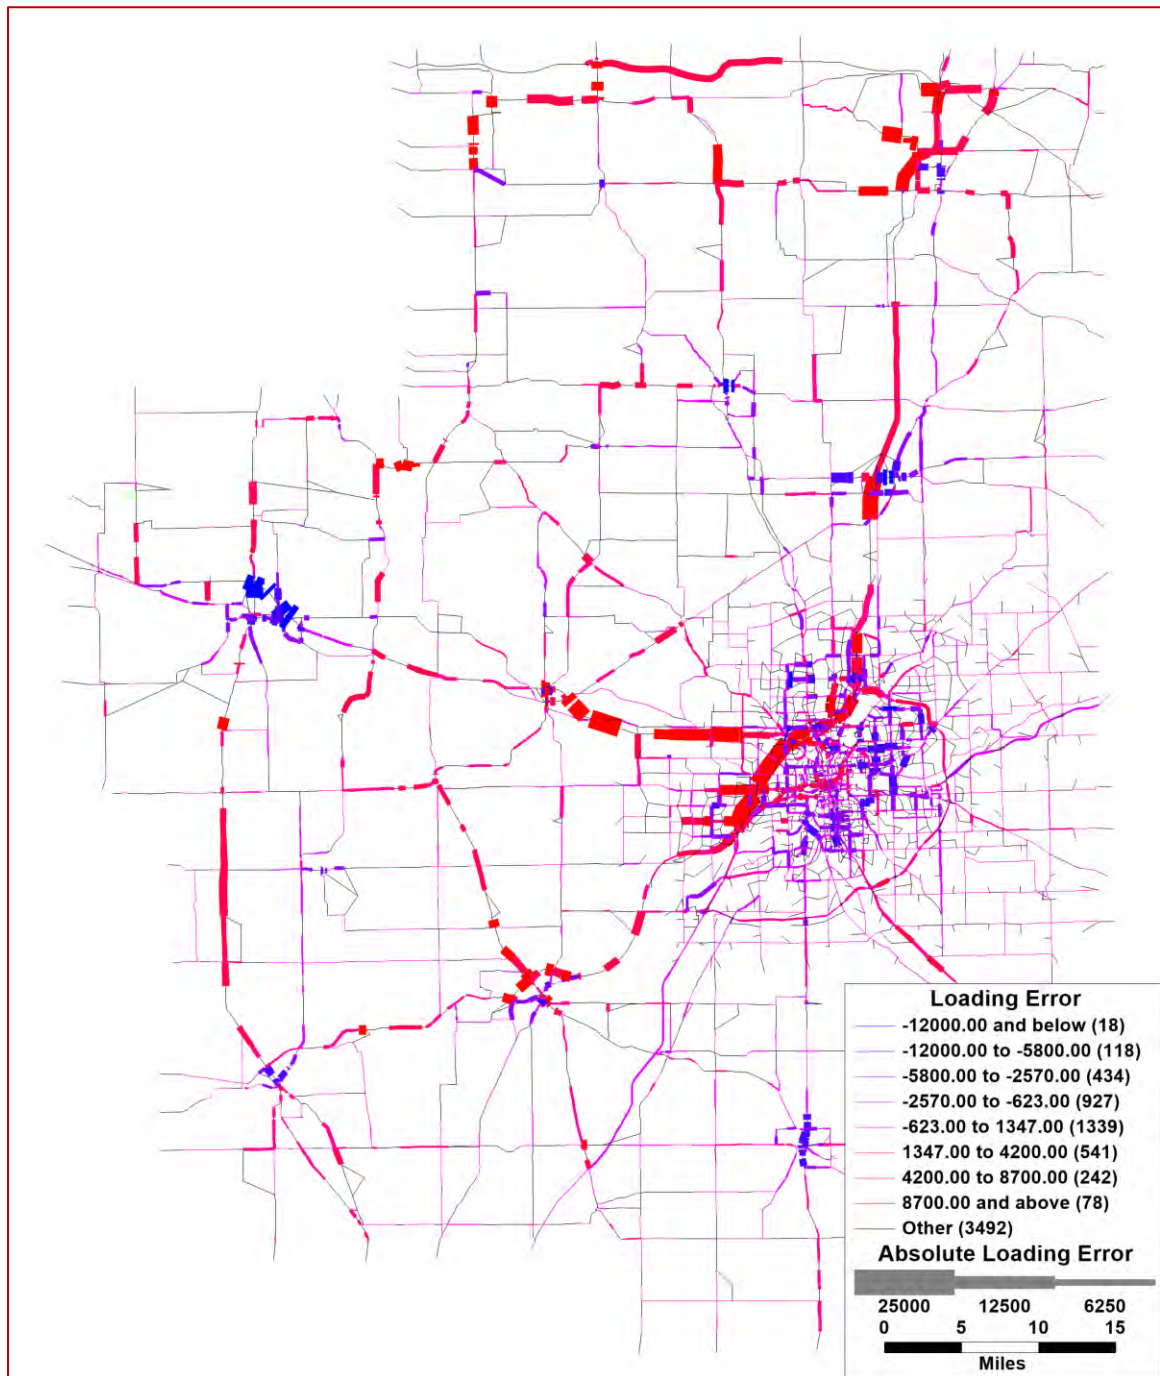 Loading Error
-12000.00 and below (18)
-12000.00 to -5800.00 (118)
-5800.00 to -2570.00 (434)
-2570.00 to -623.00 (927)
-623.00 to 1347.00 (1339)
1347.00 to 4200.00 (541)
4200.00 to 8700.00 (242)
8700.00 and above (78)
Other (3492)
Absolute Loading Error
25000 12500 6250
0 5 10 15
Miles